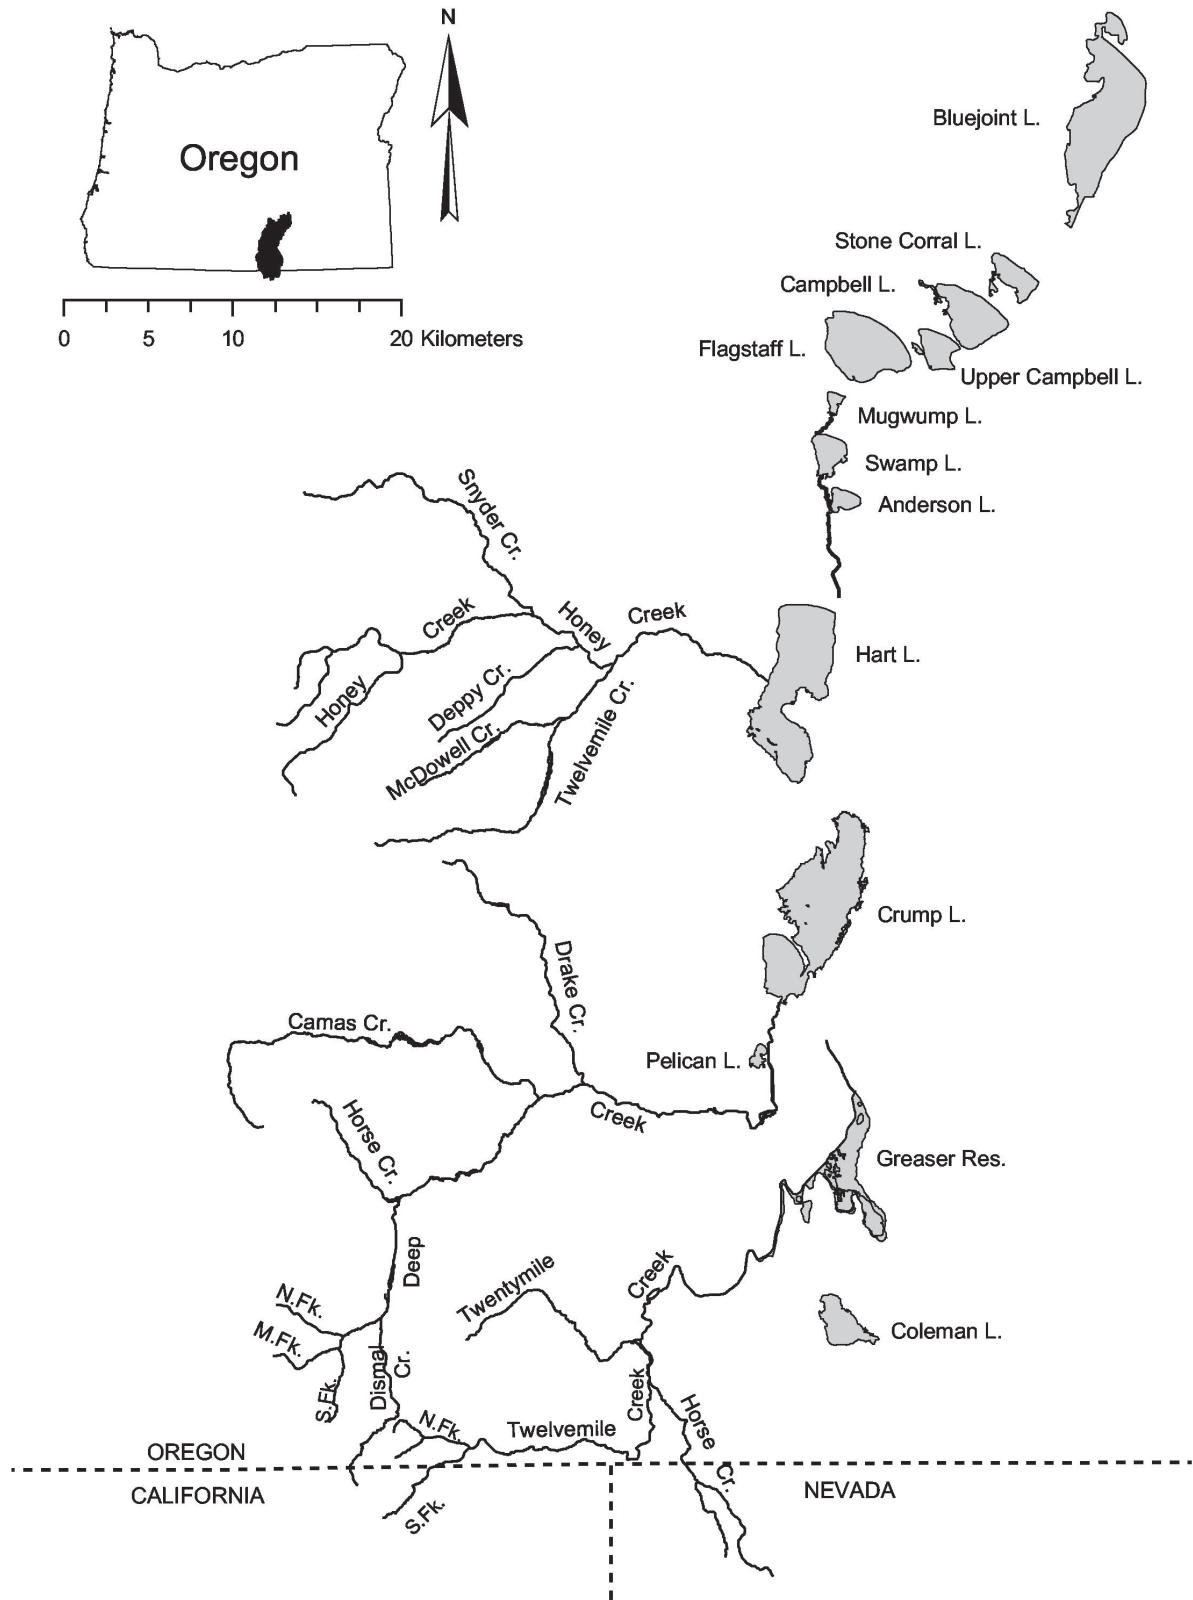 N
Oregon
0 5 10 20 Kilometers
Bluejoint L.
Stone Corral L.
Campbell L.
Flagstaff L.
Upper Campbell L.
Mugwump L.
Swamp L.
Anderson L.
Snyder Cr.
Honey
Creek
Creek
Honey
Deppy Cr.
McDowell Cr.
Twelvemile Cr.
Hart L.
Crump L.
Drake Cr.
Camas Cr.
Pelican L.
Horse Cr.
Creek
Greaser Res.
Deep
Twentymile
Creek
N.Fk.
M.Fk.
S.Fk.
Dismal
Cr.
Coleman L.
Creek
Horse
Cr.
N.Fk.
Twelvemile
S.Fk.
OREGON
CALIFORNIA
NEVADA